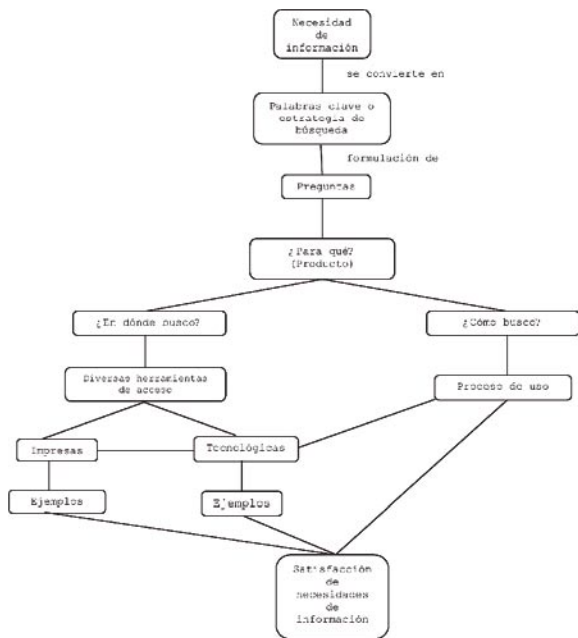 Necesidad
de
información
se convierte en
Palabras clave o
estrategia de
búsqueda
formulación de
Preguntas
¿Para qué?
(Producto)
¿En dónde busco?
¿Cómo busco?
Diversas herramientas
de acceso
Proceso de uso
Impresas
Tecnológicas
Ejemplos
Ejemplos
Satisfacción
de
necesidades
de
información